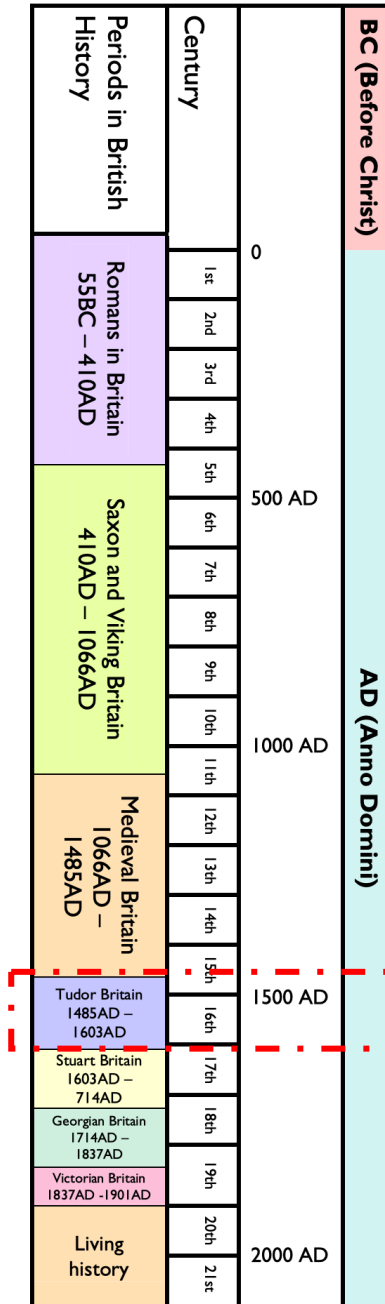 BC (Before Christ)
AD (Anno Domini)
0
500 AD
1000 AD
1500 AD
2000 AD
Century
1st
2nd
3rd
4th
5th
6th
7th
8th
9th
10th
11th
12th
13th
14th
15th
16th
17th
18th
19th
20th
21st
Periods in British
History
Romans in Britain
55BC – 410AD
Saxon and Viking Britain
410AD – 1066AD
Medieval Britain
1066AD –
1485AD
Tudor Britain
1485AD –
1603AD
Stuart Britain
1603AD –
714AD
Georgian Britain
1714AD –
1837AD
Victorian Britain
1837AD -1901AD
Living
history